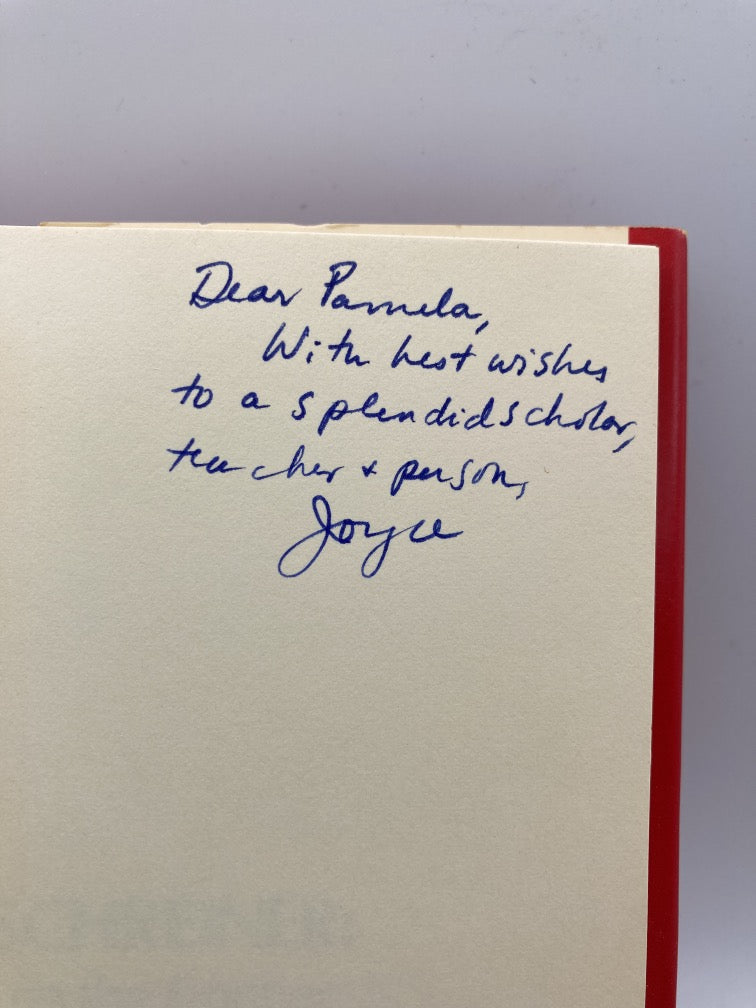 Dear Pamela,
With best wishes
to a splendid scholar,
teacher + person,
Joyce